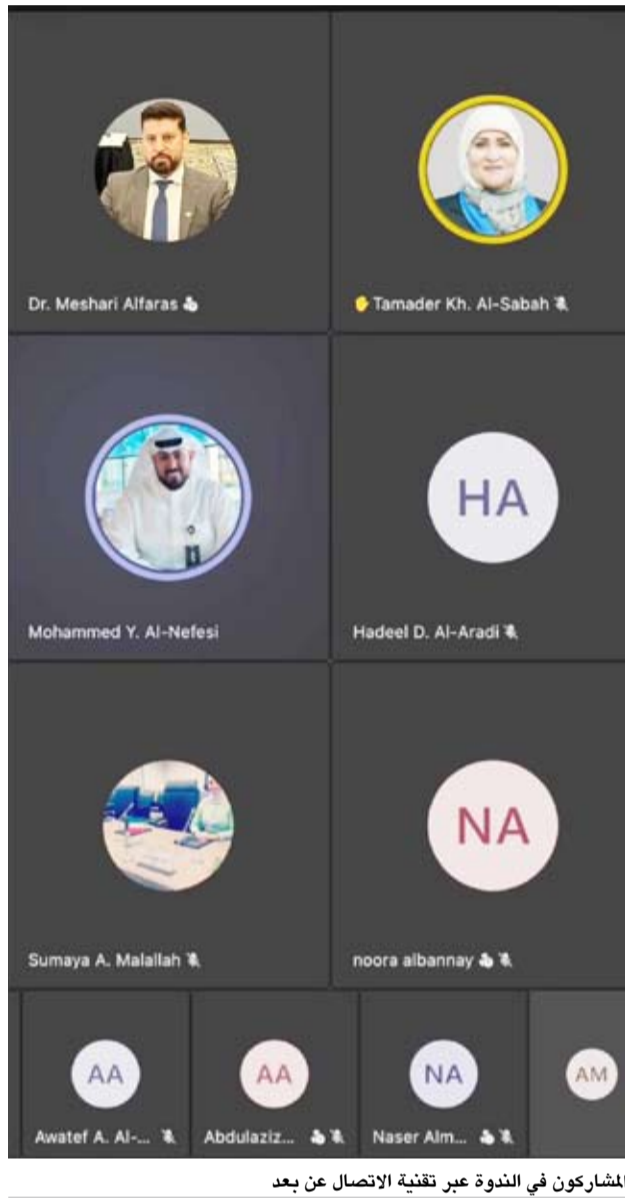 Dr. Meshari Alfaras
Tamader Kh. Al-Sabah
Mohammed Y. Al-Nefesi
HA
Hadeel D. Al-Aradi
Sumaya A. Malallah
NA
noora albannay
AA
Awatef A. Al-...
AA
Abdulaziz...
NA
Naser Alm...
AM
المشاركون في الندوة عبر تقنية الاتصال عن بعد